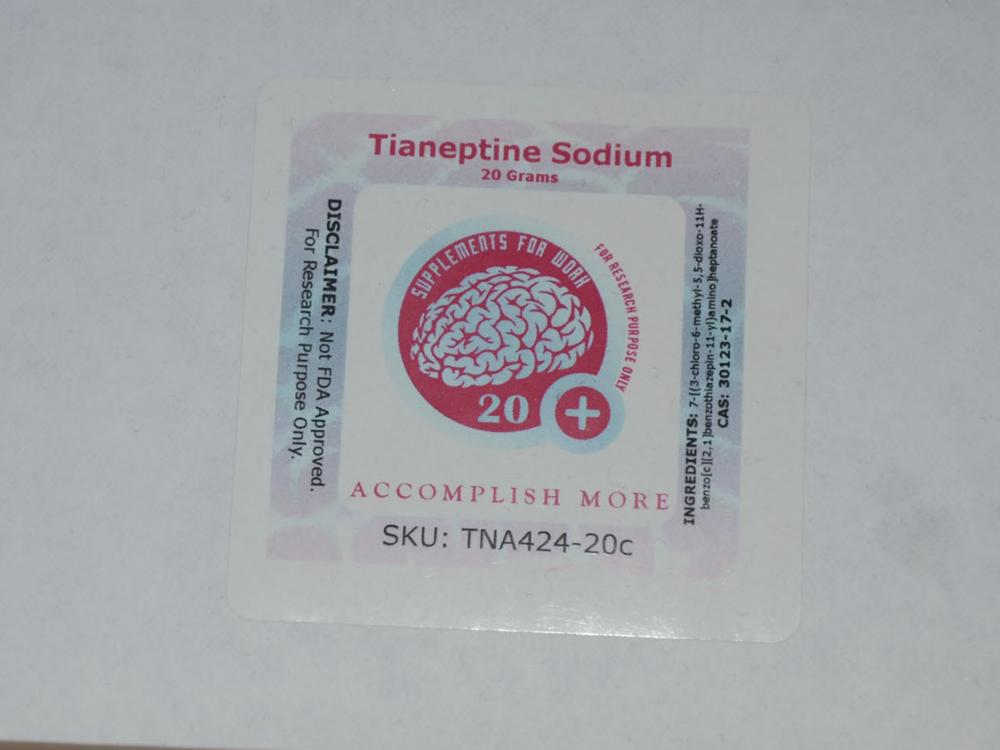 Tianeptine Sodium
20 Grams
DISCLAIMER: Not FDA Approved.
For Research Purpose Only.
SUPPLEMENTS FOR WORK
FOR RESEARCH PURPOSE ONLY
20 +
ACCOMPLISH MORE
SKU: TNA424-20c
INGREDIENTS: 7-[(3-chloro-6-methyl-5,5-dioxo-11H-
benzo[c][2,1]benzothiazepin-11-yl)amino]heptanoate
CAS: 30123-17-2